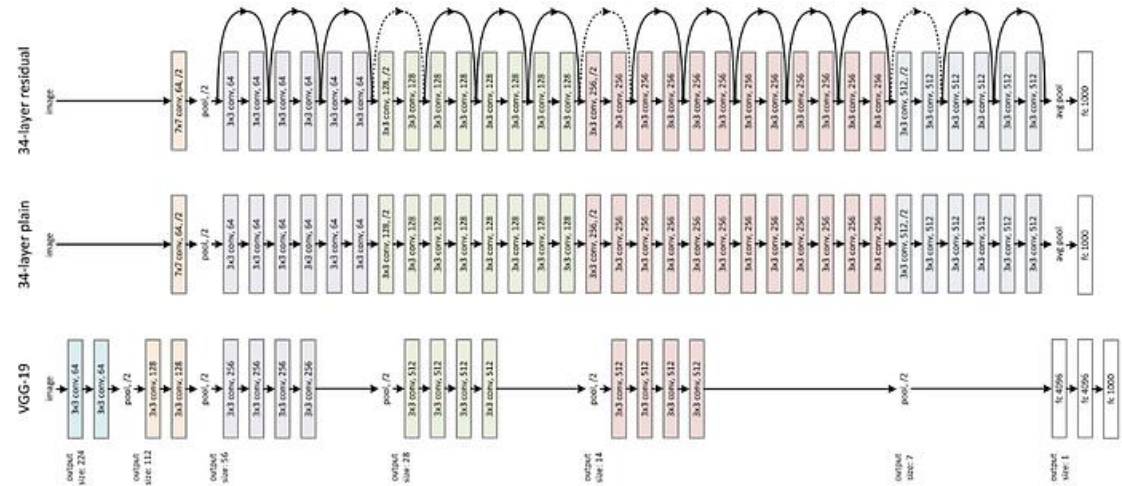 34-layer residual
image
7x7 conv, 64, /2
pool, /2
3x3 conv, 64
3x3 conv, 64
3x3 conv, 64
3x3 conv, 64
3x3 conv, 64
3x3 conv, 64
3x3 conv, 128, /2
3x3 conv, 128
3x3 conv, 128
3x3 conv, 128
3x3 conv, 128
3x3 conv, 128
3x3 conv, 128
3x3 conv, 128
3x3 conv, 256, /2
3x3 conv, 256
3x3 conv, 256
3x3 conv, 256
3x3 conv, 256
3x3 conv, 256
3x3 conv, 256
3x3 conv, 256
3x3 conv, 256
3x3 conv, 256
3x3 conv, 256
3x3 conv, 256
3x3 conv, 512, /2
3x3 conv, 512
3x3 conv, 512
3x3 conv, 512
3x3 conv, 512
3x3 conv, 512
avg pool
fc 1000
34-layer plain
image
7x7 conv, 64, /2
pool, /2
3x3 conv, 64
3x3 conv, 64
3x3 conv, 64
3x3 conv, 64
3x3 conv, 64
3x3 conv, 64
3x3 conv, 128, /2
3x3 conv, 128
3x3 conv, 128
3x3 conv, 128
3x3 conv, 128
3x3 conv, 128
3x3 conv, 128
3x3 conv, 128
3x3 conv, 256, /2
3x3 conv, 256
3x3 conv, 256
3x3 conv, 256
3x3 conv, 256
3x3 conv, 256
3x3 conv, 256
3x3 conv, 256
3x3 conv, 256
3x3 conv, 256
3x3 conv, 256
3x3 conv, 256
3x3 conv, 512, /2
3x3 conv, 512
3x3 conv, 512
3x3 conv, 512
3x3 conv, 512
3x3 conv, 512
avg pool
fc 1000
VGG-19
image
3x3 conv, 64
3x3 conv, 64
pool, /2
3x3 conv, 128
3x3 conv, 128
pool, /2
3x3 conv, 256
3x3 conv, 256
3x3 conv, 256
3x3 conv, 256
pool, /2
3x3 conv, 512
3x3 conv, 512
3x3 conv, 512
3x3 conv, 512
pool, /2
3x3 conv, 512
3x3 conv, 512
3x3 conv, 512
3x3 conv, 512
pool, /2
fc 4096
fc 4096
fc 1000
output
size: 224
output
size: 112
output
size: 56
output
size: 28
output
size: 14
output
size: 7
output
size: 1